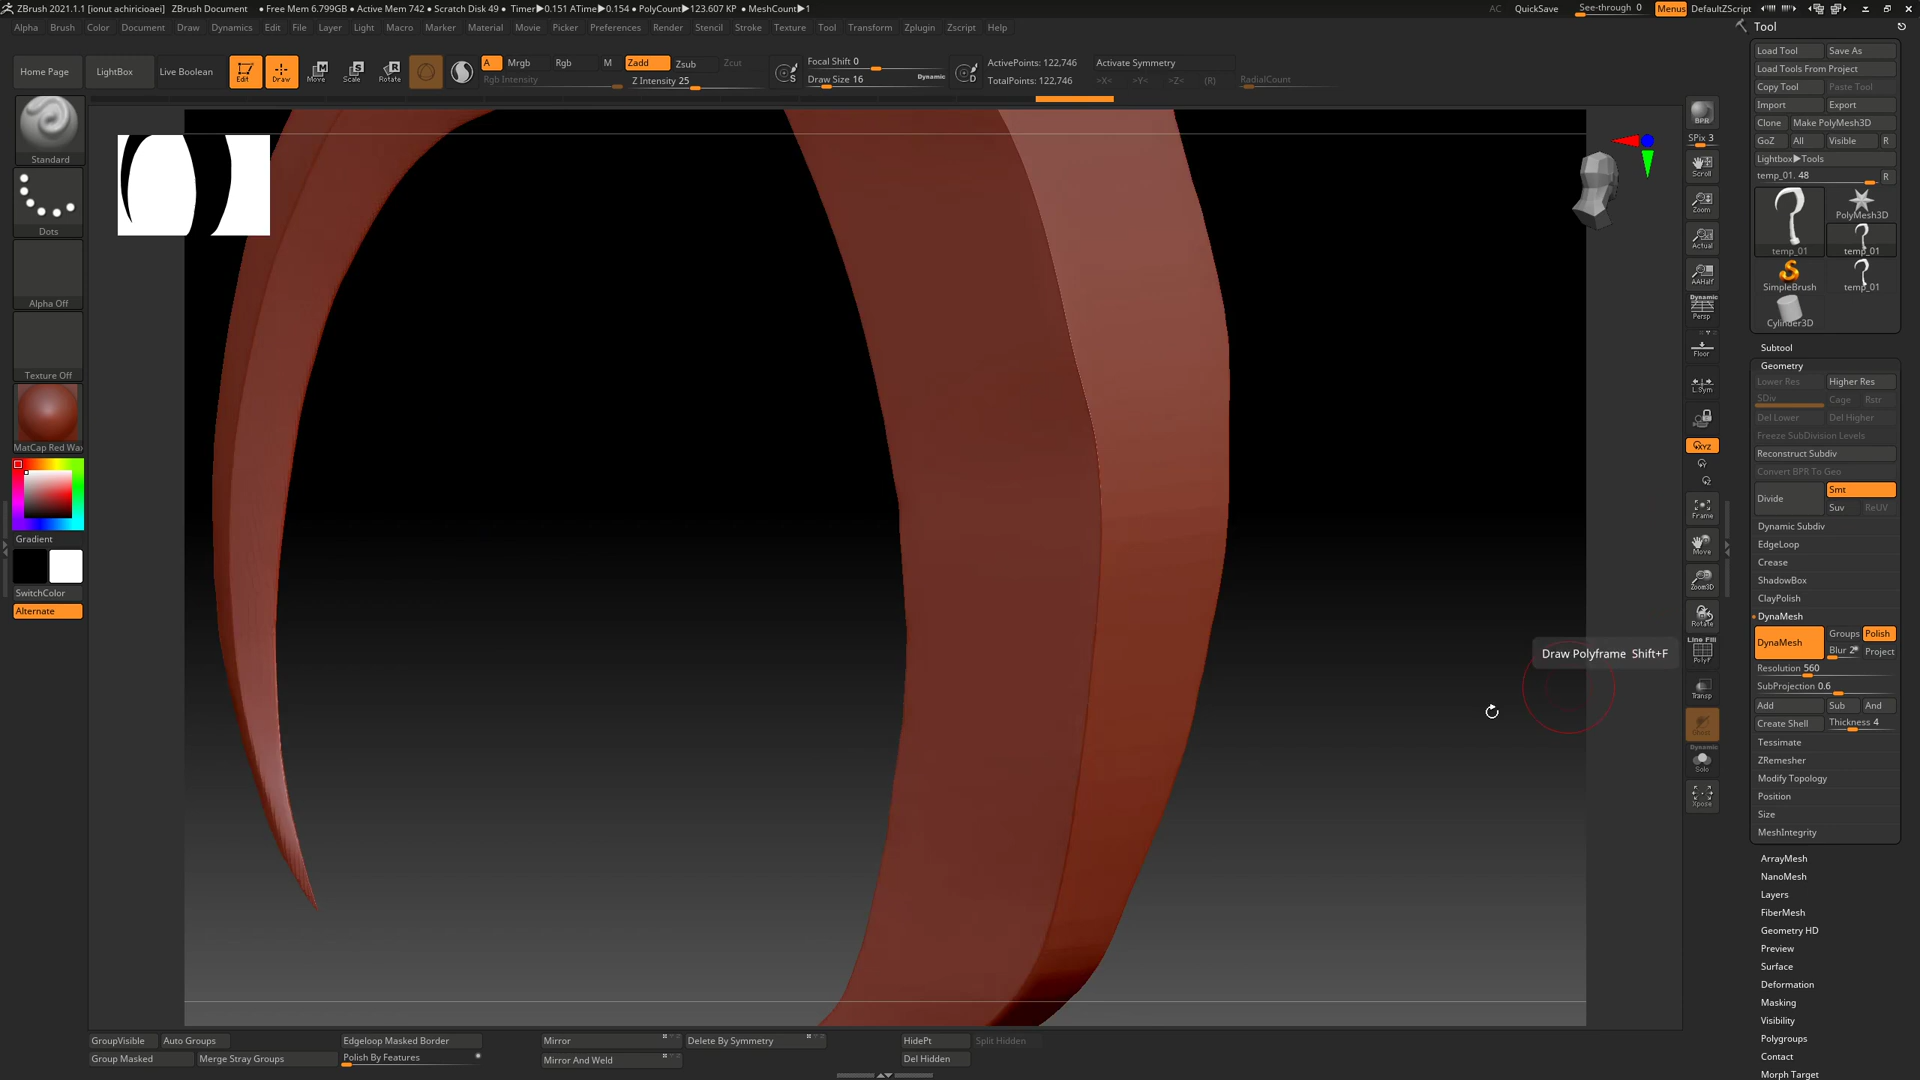 ZBrush 2021.1.1 [ionut achiricioaei] ZBrush Document • Free Mem 6.799GB • Active Mem 742 • Scratch Disk 49 • Timer▶0.151 ATime▶0.154 • PolyCount▶123.607 KP • MeshCount▶1 AC QuickSave See-through 0 Menus DefaultZScript
Alpha Brush Color Document Draw Dynamics Edit File Layer Light Macro Marker Material Movie Picker Preferences Render Stencil Stroke Texture Tool Transform Zplugin Zscript Help
Home Page LightBox Live Boolean Edit Draw Move Scale Rotate
A Mrgb Rgb M Zadd Zsub Zcut
Rgb Intensity Z Intensity 25
Focal Shift 0
Draw Size 16 Dynamic
ActivePoints: 122,746 Activate Symmetry
TotalPoints: 122,746 >X< >Y< >Z< (R) RadialCount
Standard
Dots
Alpha Off
Texture Off
MatCap Red Wax
Gradient
SwitchColor
Alternate
BPR
SPix 3
Scroll
Zoom
Actual
AAHalf
Dynamic
Persp
Floor
L.Sym
XYZ
Frame
Move
Zoom3D
Rotate
Line Fill
PolyF
Transp
Ghost
Dynamic
Solo
Xpose
Draw Polyframe Shift+F
Tool
Load Tool Save As
Load Tools From Project
Copy Tool Paste Tool
Import Export
Clone Make PolyMesh3D
GoZ All Visible R
Lightbox▶Tools
temp_01. 48 R
PolyMesh3D
temp_01 temp_01
SimpleBrush temp_01
Cylinder3D
Subtool
Geometry
Lower Res Higher Res
SDiv Cage Rstr
Del Lower Del Higher
Freeze SubDivision Levels
Reconstruct Subdiv
Convert BPR To Geo
Divide Smt
Suv ReUV
Dynamic Subdiv
EdgeLoop
Crease
ShadowBox
ClayPolish
DynaMesh
DynaMesh Groups Polish
Blur 2 Project
Resolution 560
SubProjection 0.6
Add Sub And
Create Shell Thickness 4
Tessimate
ZRemesher
Modify Topology
Position
Size
MeshIntegrity
ArrayMesh
NanoMesh
Layers
FiberMesh
Geometry HD
Preview
Surface
Deformation
Masking
Visibility
Polygroups
Contact
Morph Target
GroupVisible Auto Groups Edgeloop Masked Border Mirror Delete By Symmetry HidePt Split Hidden
Group Masked Merge Stray Groups Polish By Features Mirror And Weld Del Hidden